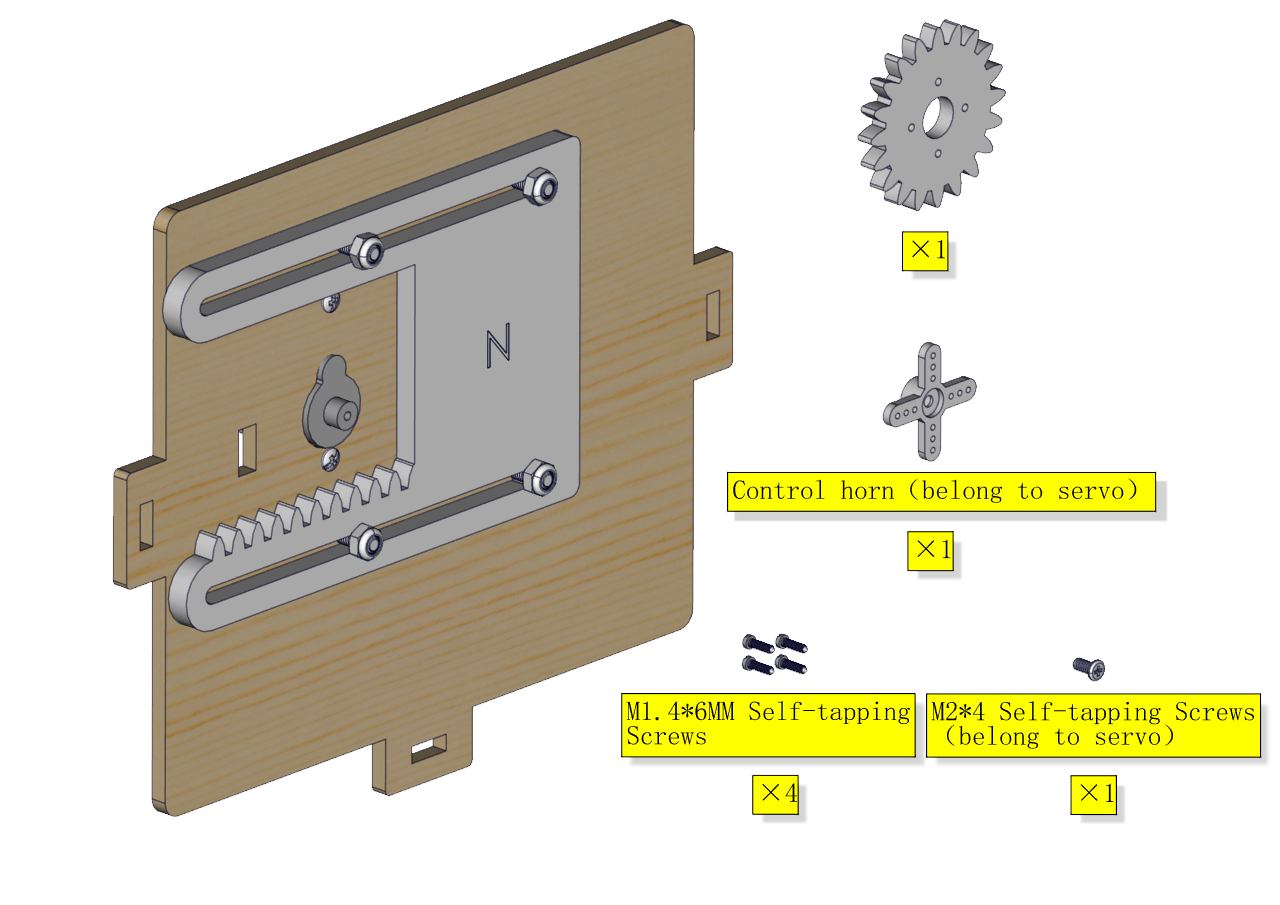 ×1
N
Control horn（belong to servo）
×1
M1.4*6MM Self-tapping
Screws
×4
M2*4 Self-tapping Screws
（belong to servo）
×1